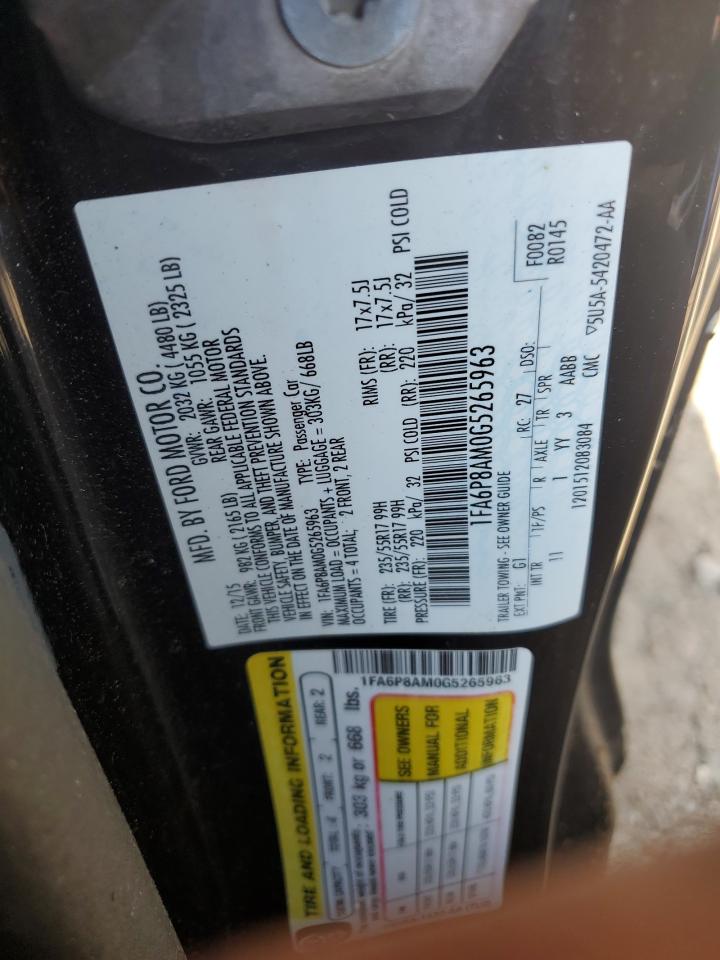 MFD. BY FORD MOTOR CO.
DATE: 12/15 GVWR: 2032 KG ( 4480 LB)
FRONT GAWR: 982 KG ( 2165 LB) REAR GAWR: 1055 KG ( 2325 LB)
THIS VEHICLE CONFORMS TO ALL APPLICABLE FEDERAL MOTOR
VEHICLE SAFETY, BUMPER, AND THEFT PREVENTION STANDARDS
IN EFFECT ON THE DATE OF MANUFACTURE SHOWN ABOVE.
VIN: 1FA6P8AM0G5265963 TYPE: Passenger Car
MAXIMUM LOAD = OCCUPANTS + LUGGAGE = 303KG/ 668LB
OCCUPANTS = 4 TOTAL; 2 FRONT, 2 REAR
TIRE (FR): 235/55R17 99H RIMS (FR): 17x7.5J
(RR): 235/55R17 99H (RR): 17x7.5J
PRESSURE (FR): 220 kPa/ 32 PSI COLD (RR): 220 kPa/ 32 PSI COLD
1FA6P8AM0G5265963
TRAILER TOWING - SEE OWNER GUIDE
EXT PNT: G1 RC: 27 DSO: F0082
R0145
INT TR TF/PS R AXLE TR SPR
11 1 YY 3 AABB
1201512083084 CMC ▽5U5A-5420472-AA
TIRE AND LOADING INFORMATION
TOTAL 4 FRONT: 2 REAR: 2
303 kg or 668 lbs.
SEE OWNERS
MANUAL FOR
ADDITIONAL
INFORMATION
1FA6P8AM0G5265963